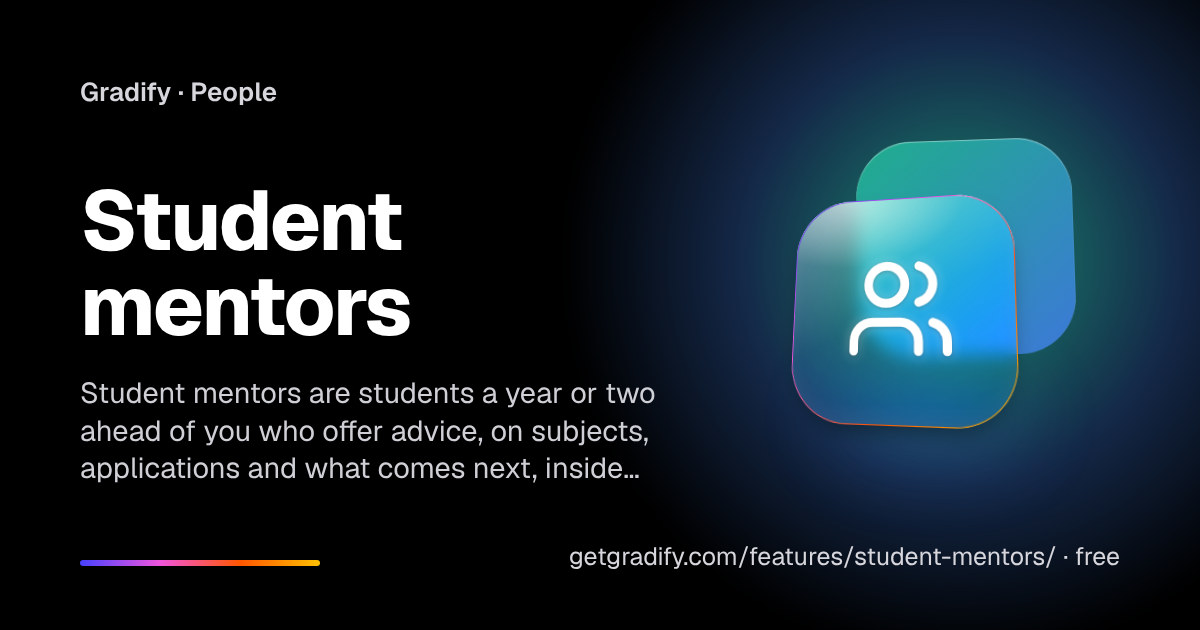 Gradify · People
Student
mentors
Student mentors are students a year or two
ahead of you who offer advice, on subjects,
applications and what comes next, inside...
getgradify.com/features/student-mentors/ · free